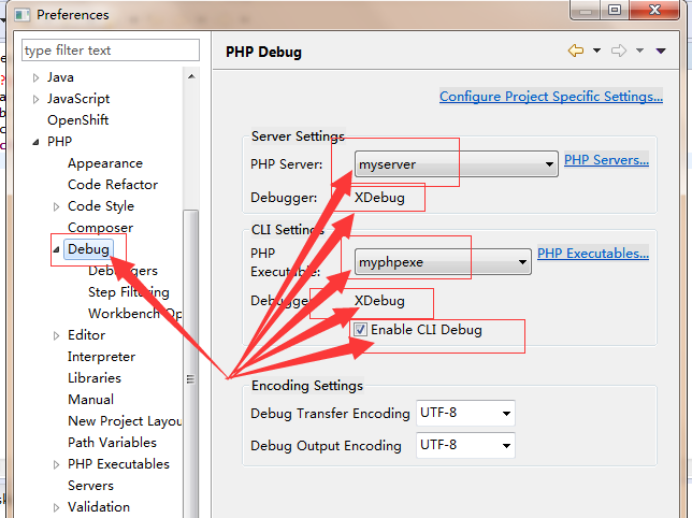 Preferences
type filter text
Java
JavaScript
OpenShift
PHP
Appearance
Code Refactor
Code Style
Composer
Debug
Debuggers
Step Filtering
Workbench Op
Editor
Interpreter
Libraries
Manual
New Project Layou
Path Variables
PHP Executables
Servers
Validation
PHP Debug
Configure Project Specific Settings...
Server Settings
PHP Server: myserver PHP Servers...
Debugger: XDebug
CLI Settings
PHP Executable: myphpexe PHP Executables...
Debugger: XDebug
Enable CLI Debug
Encoding Settings
Debug Transfer Encoding UTF-8
Debug Output Encoding UTF-8